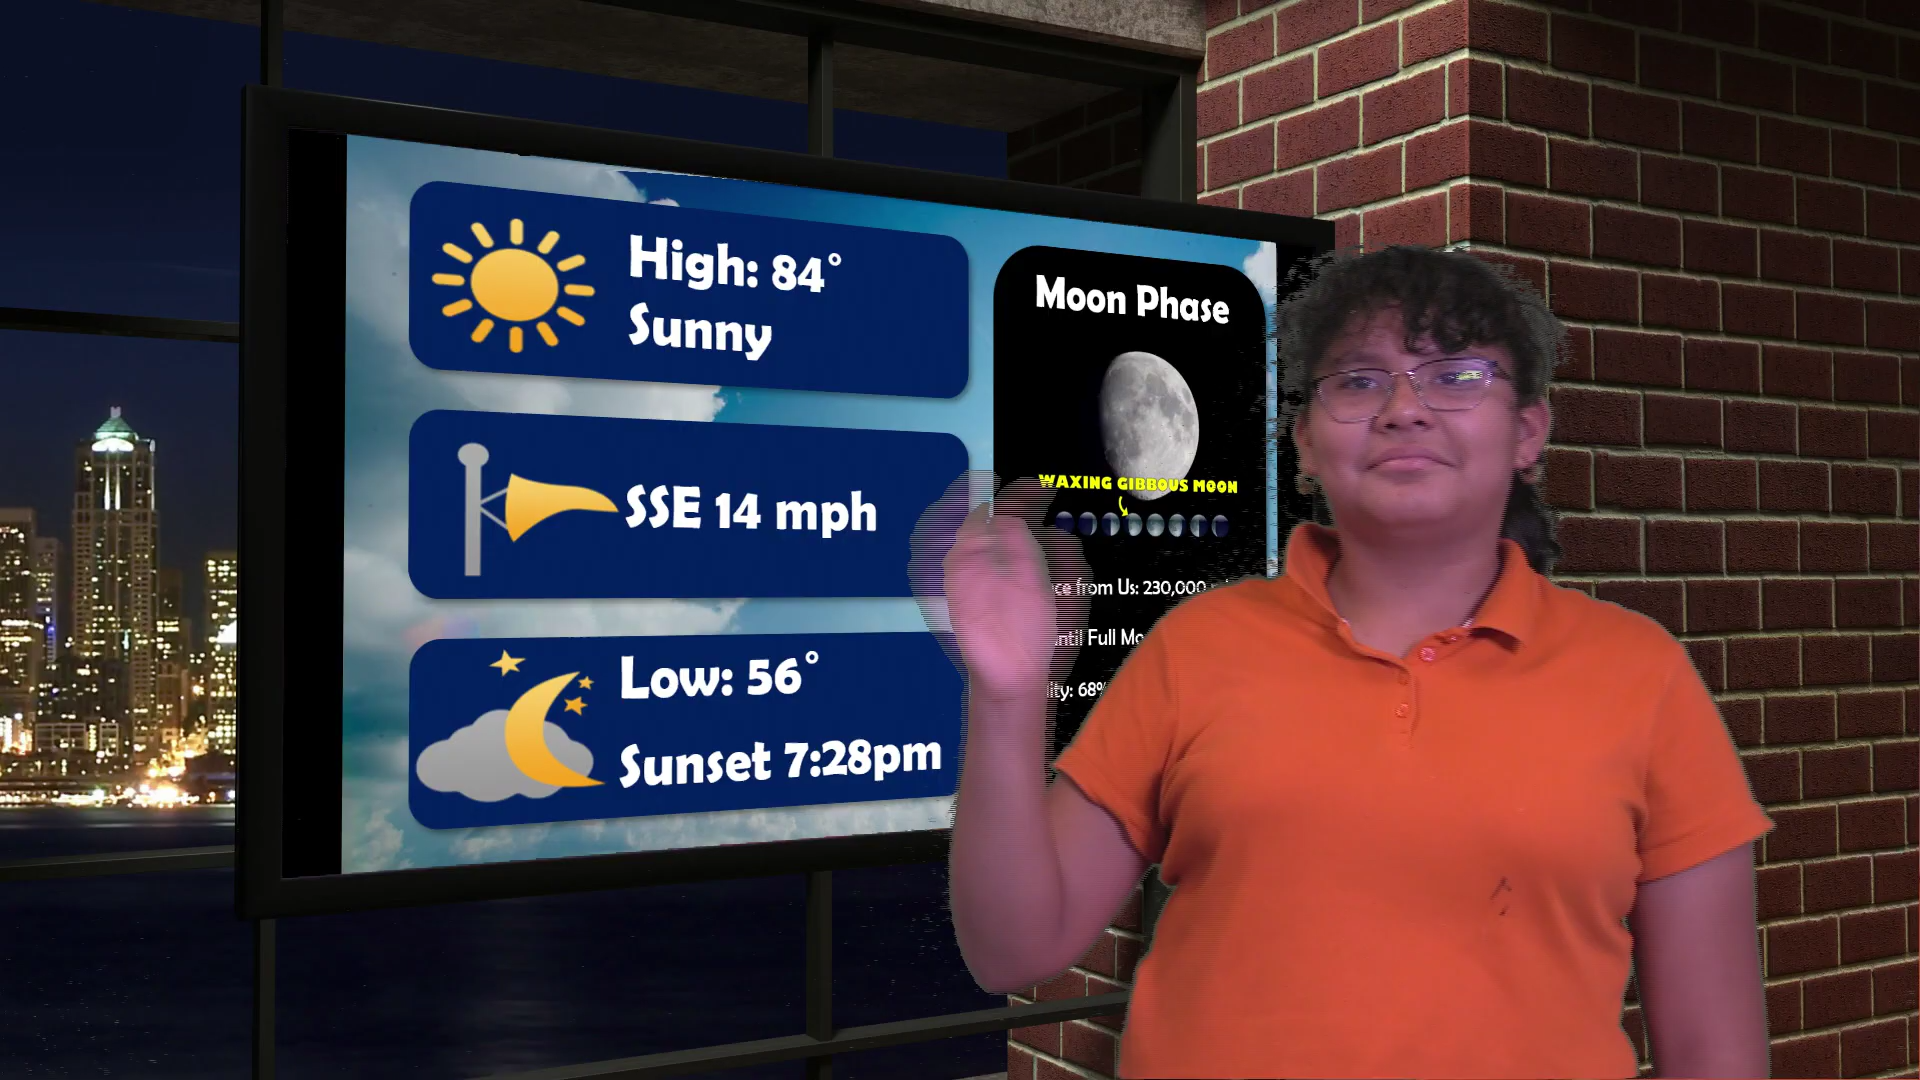 High: 84°
Sunny
SSE 14 mph
Low: 56°
Sunset 7:28pm
Moon Phase
WAXING GIBBOUS MOON
from Us: 230,000
Full
68%